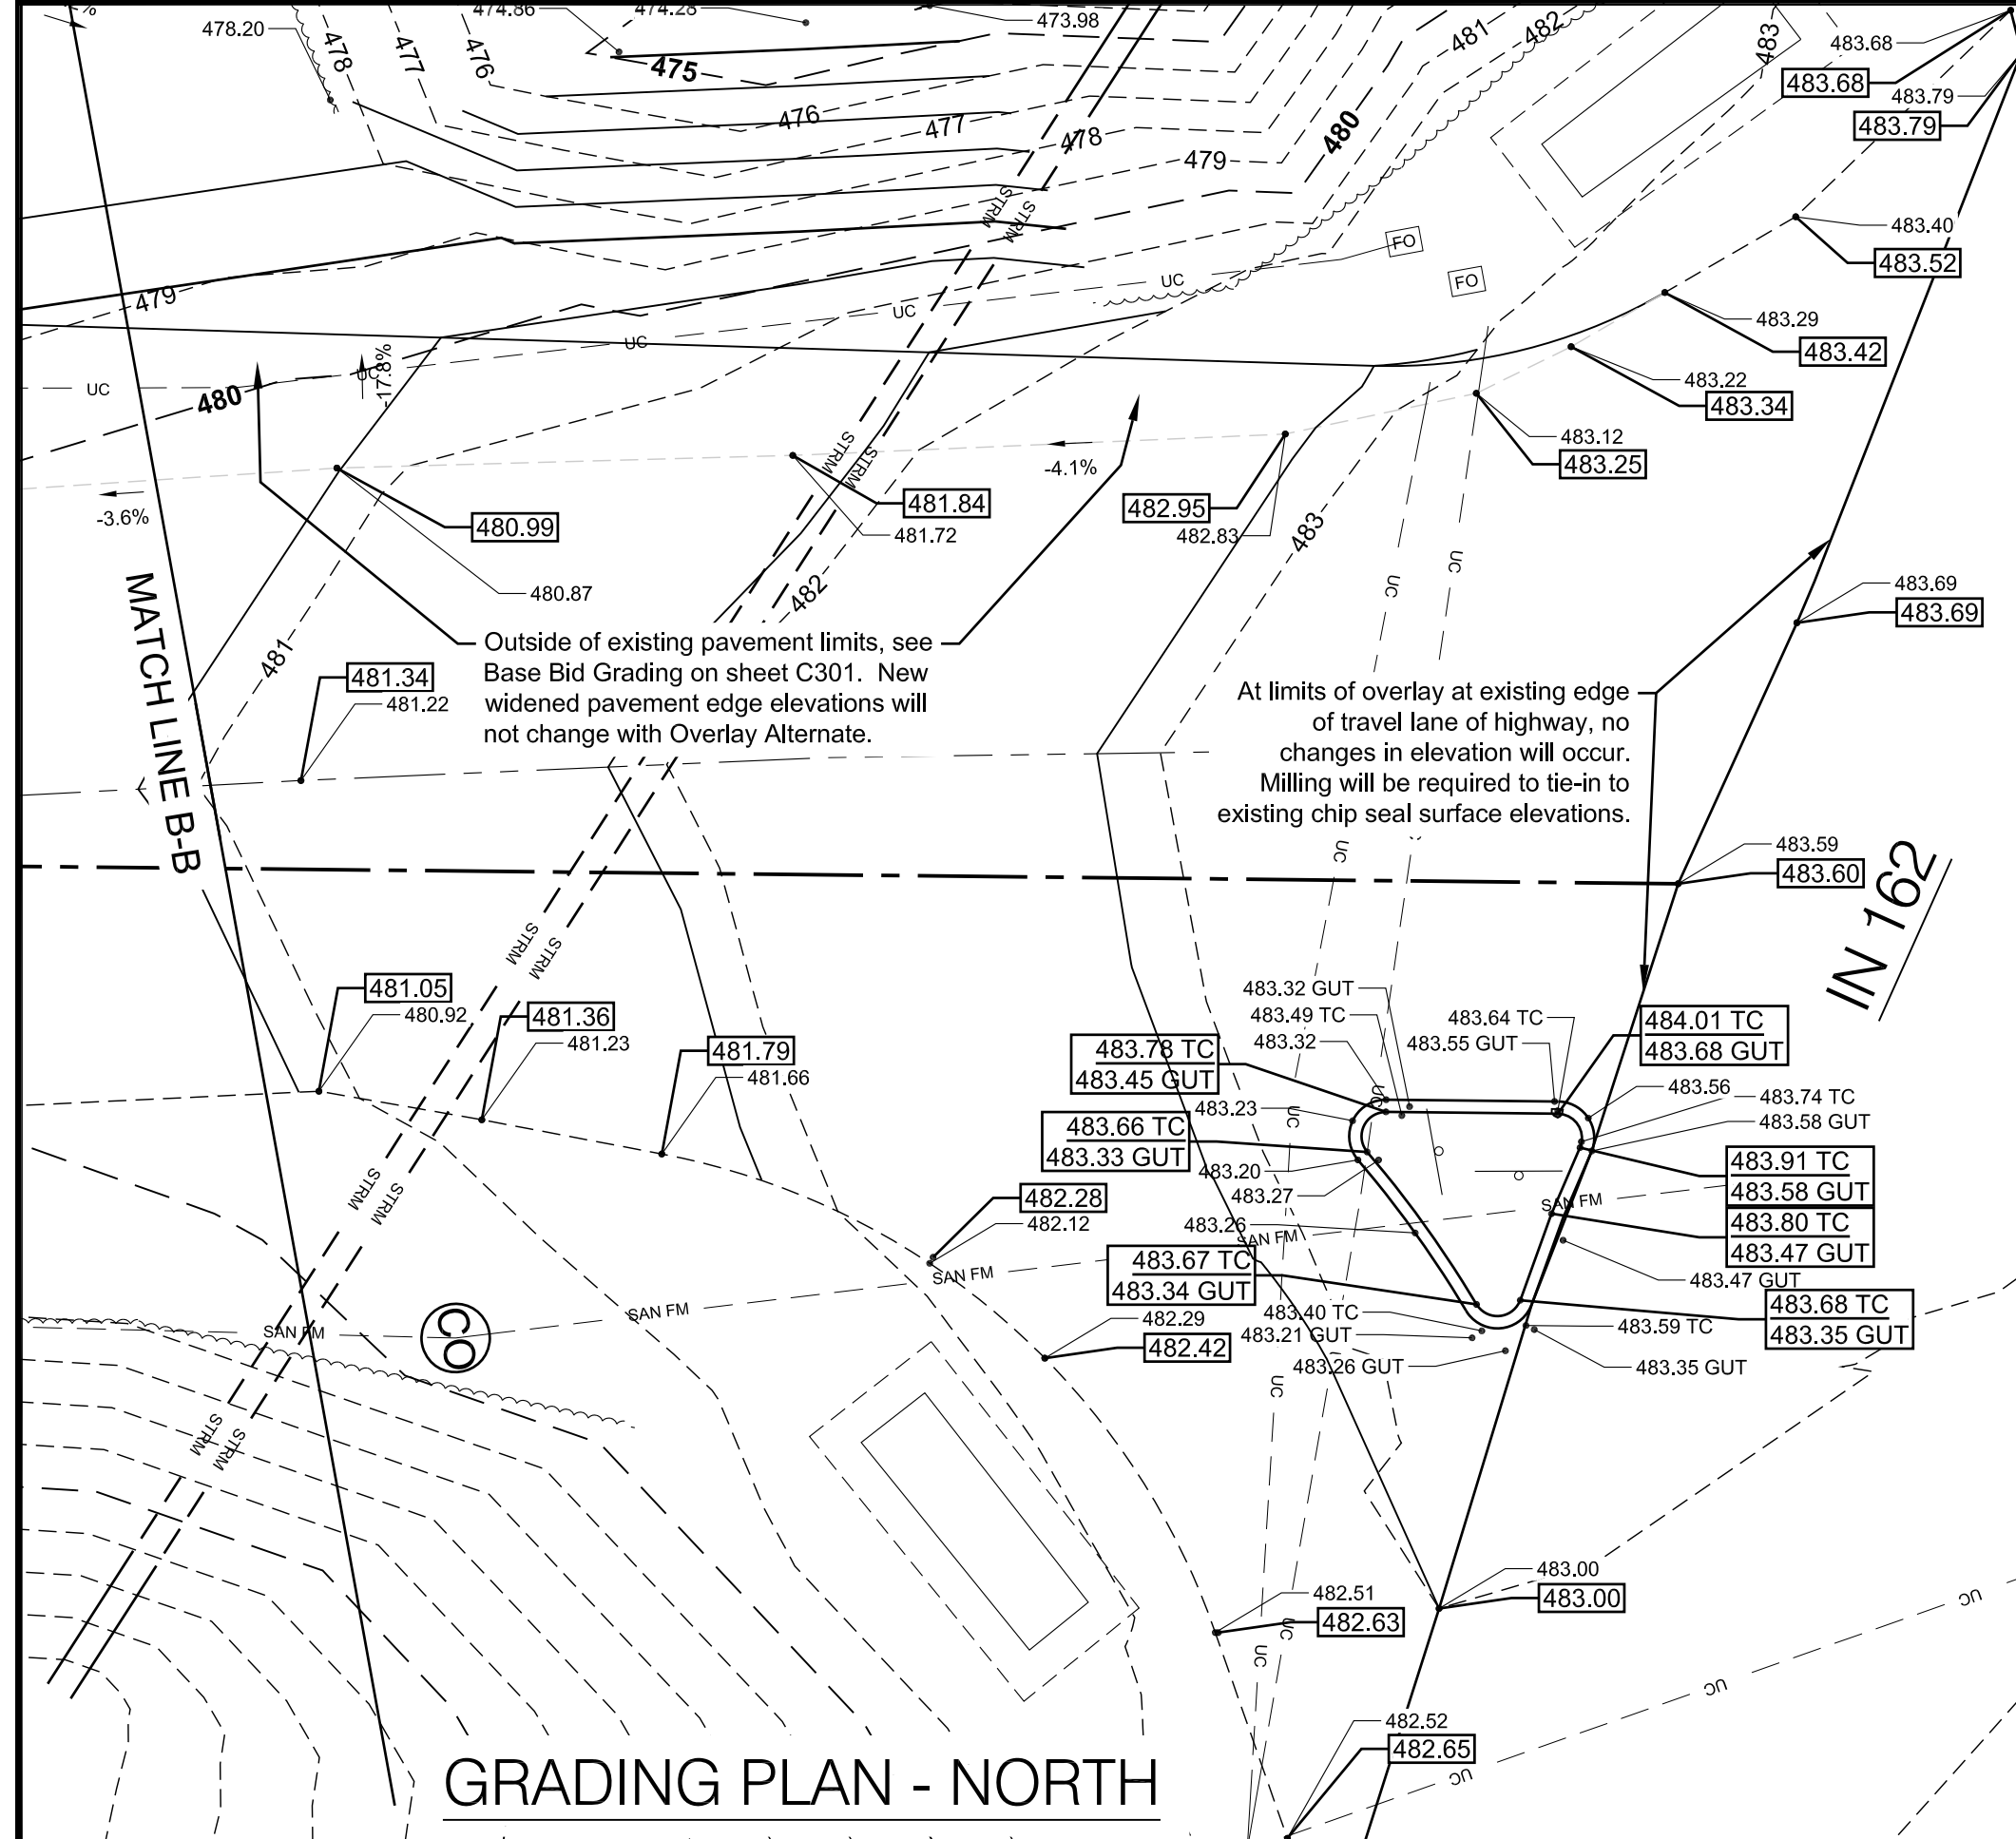 %
478.20
474.86
474.28
473.98
478
477
476
475
481
482
483
483.68
483.68
483.79
483.79
476
477
478
479
480
STRM
STRM
FO
FO
483.40
483.52
479
UC
UC
UC
UC
UC
480
-17.8%
483.29
483.42
483.22
483.34
483.12
483.25
-3.6%
-4.1%
480.99
480.87
STRM
STRM
481.84
481.72
482.95
482.83
483
UC
UC
482
483.69
483.69
MATCH LINE B-B
481
481.34
481.22
Outside of existing pavement limits, see
Base Bid Grading on sheet C301. New
widened pavement edge elevations will
not change with Overlay Alternate.
At limits of overlay at existing edge
of travel lane of highway, no
changes in elevation will occur.
Milling will be required to tie-in to
existing chip seal surface elevations.
UC
UC
483.59
483.60
IN 162
STRM
STRM
481.05
480.92
481.36
481.23
481.79
481.66
483.32 GUT
483.49 TC
483.32
483.64 TC
483.55 GUT
484.01 TC
483.68 GUT
483.78 TC
483.45 GUT
483.23
UC
UC
483.56
483.74 TC
483.58 GUT
483.66 TC
483.33 GUT
483.20
483.27
483.26
483.91 TC
483.58 GUT
483.80 TC
483.47 GUT
483.47 GUT
STRM
STRM
482.28
482.12
SAN FM
SAN FM
SAN FM
SAN FM
SAN FM
CO
483.67 TC
483.34 GUT
482.29
482.42
483.40 TC
483.21 GUT
483.26 GUT
483.68 TC
483.35 GUT
483.59 TC
483.35 GUT
UC
STRM
STRM
482.51
482.63
483.00
483.00
UC
UC
UC
UC
UC
482.52
482.65
GRADING PLAN - NORTH